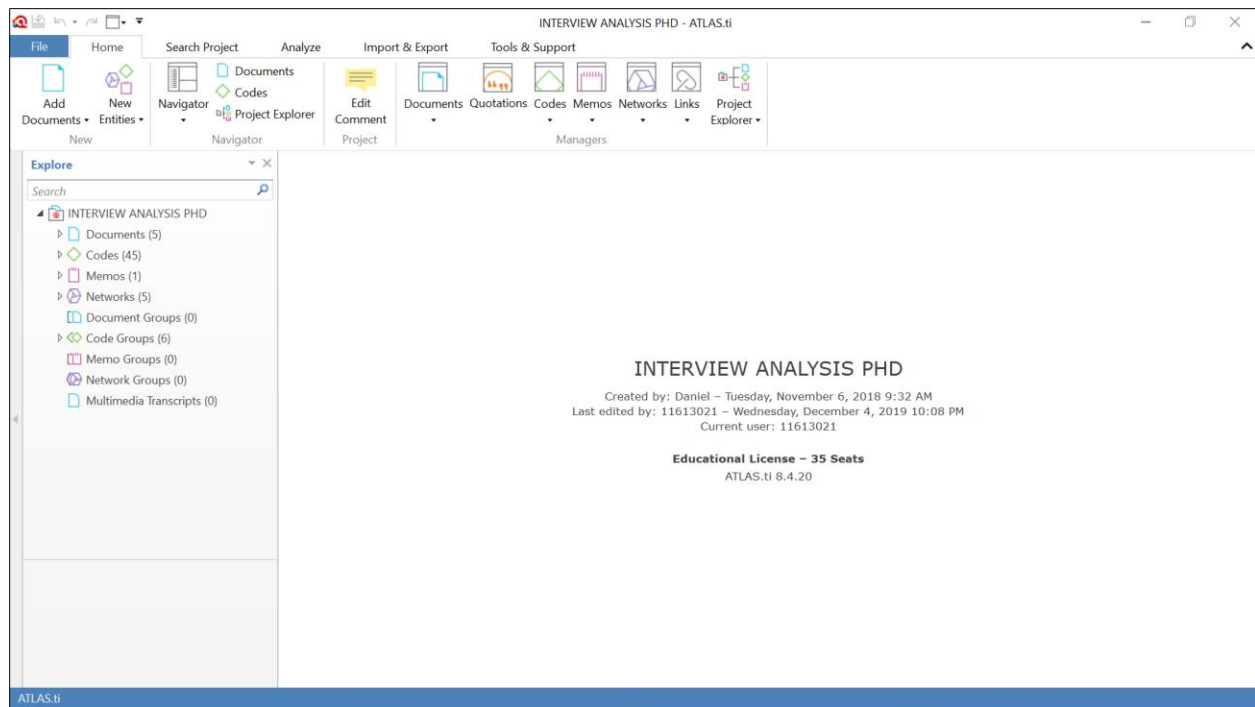 INTERVIEW ANALYSIS PHD - ATLAS.ti
File Home Search Project Analyze Import & Export Tools & Support
Add Documents
New Entities
New
Navigator
Documents
Codes
Project Explorer
Navigator
Edit Comment
Project
Documents Quotations Codes Memos Networks Links Project Explorer
Managers
Explore
Search
INTERVIEW ANALYSIS PHD
Documents (5)
Codes (45)
Memos (1)
Networks (5)
Document Groups (0)
Code Groups (6)
Memo Groups (0)
Network Groups (0)
Multimedia Transcripts (0)
INTERVIEW ANALYSIS PHD
Created by: Daniel – Tuesday, November 6, 2018 9:32 AM
Last edited by: 11613021 – Wednesday, December 4, 2019 10:08 PM
Current user: 11613021
Educational License – 35 Seats
ATLAS.ti 8.4.20
ATLAS.ti